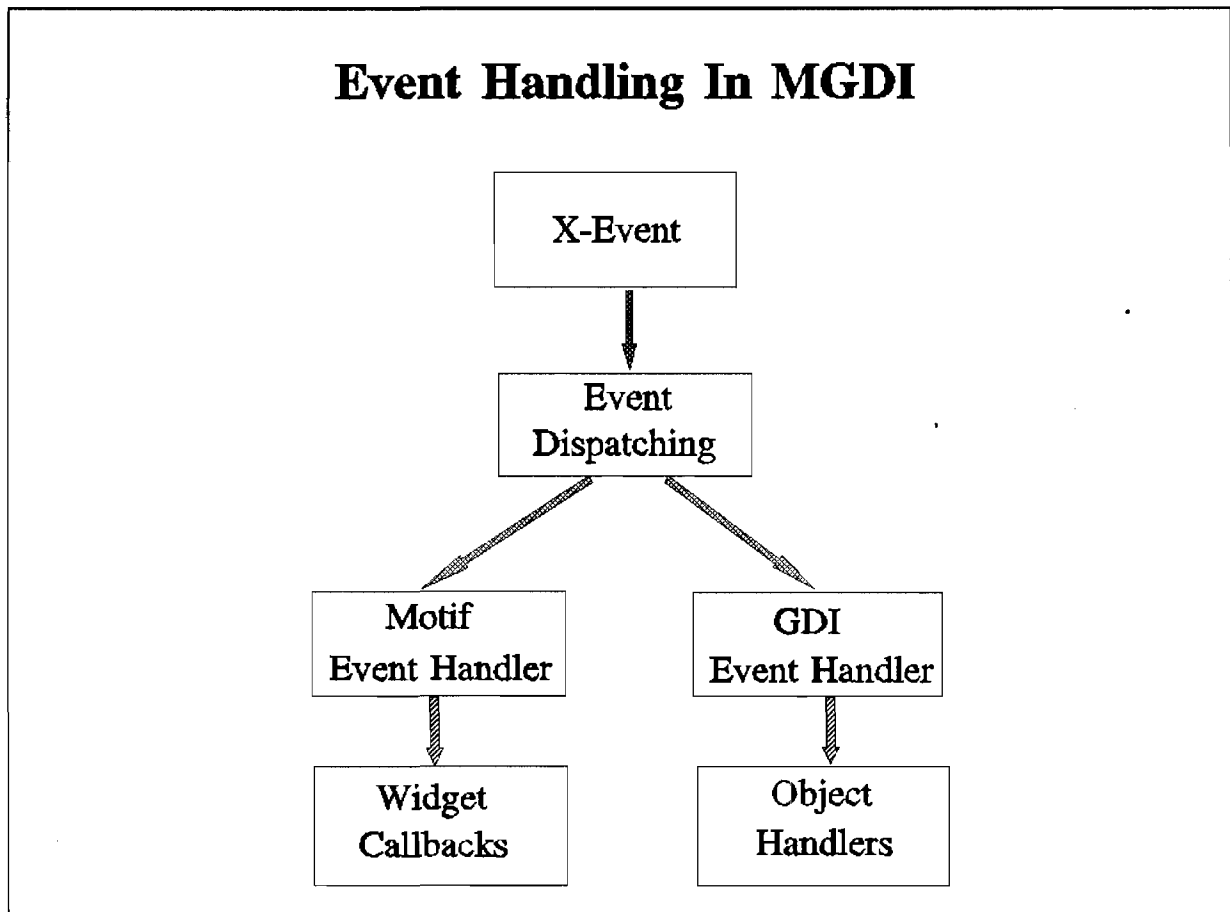 Event Handling In MGDI
X-Event
Event
Dispatching
Motif
Event Handler
GDI
Event Handler
Widget
Callbacks
Object
Handlers